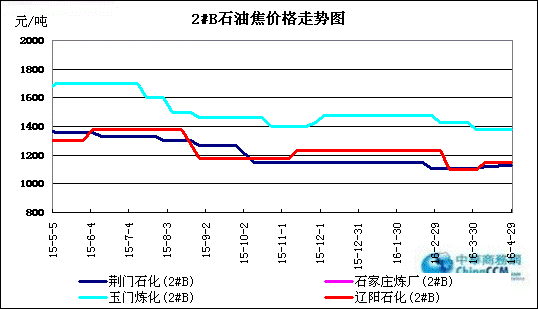 2#B石油焦价格走势图
元/吨
2000
1800
1600
1400
1200
1000
800
15-5-5
15-6-4
15-7-4
15-8-3
15-9-2
15-10-2
15-11-1
15-12-1
15-12-31
16-1-30
16-2-29
16-3-30
16-4-29
荆门石化(2#B)
石家庄炼厂(2#B)
玉门炼化(2#B)
辽阳石化(2#B)
中華商務網
ChinaCCM.com